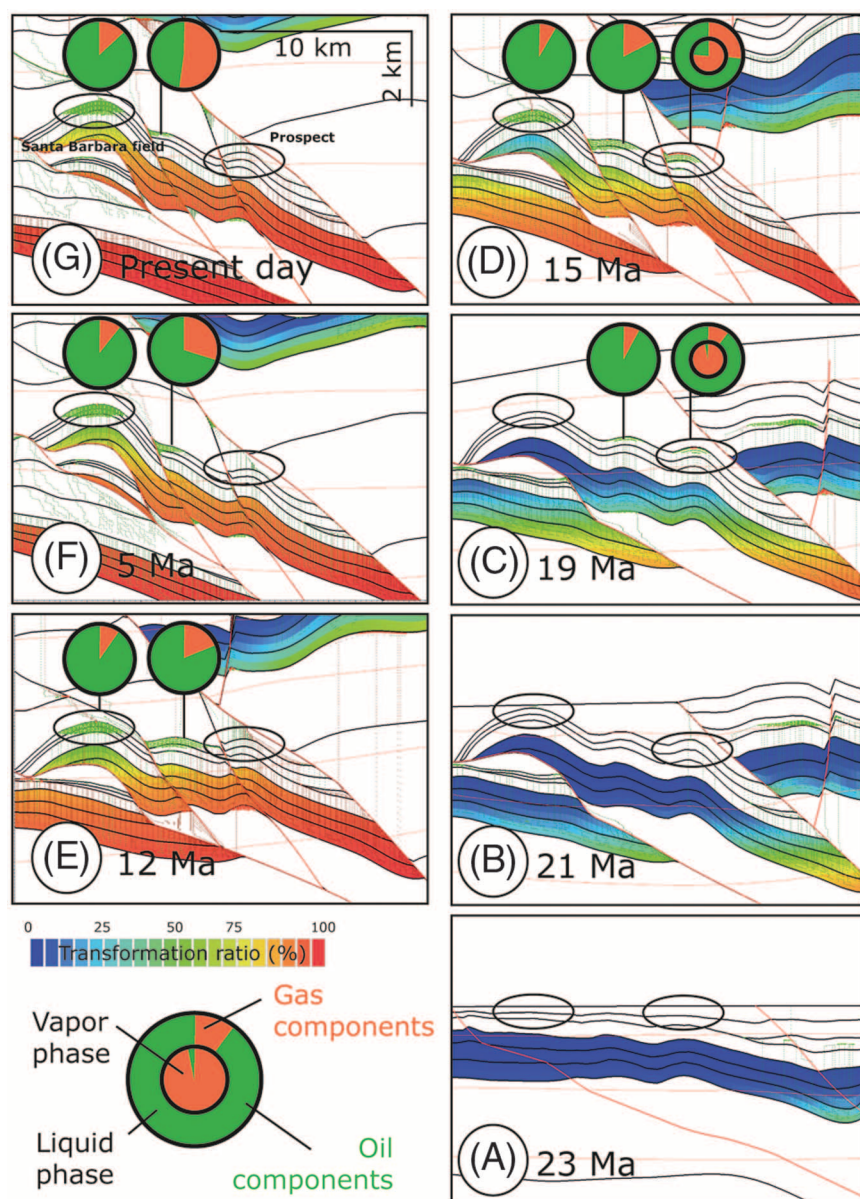 10 km
2 km
Santa Barbara field
Prospect
(G) Present day
(D) 15 Ma
(F) 5 Ma
(C) 19 Ma
(E) 12 Ma
(B) 21 Ma
0 25 50 75 100
Transformation ratio (%)
Vapor
phase
Gas
components
Liquid
phase
Oil
components
(A) 23 Ma